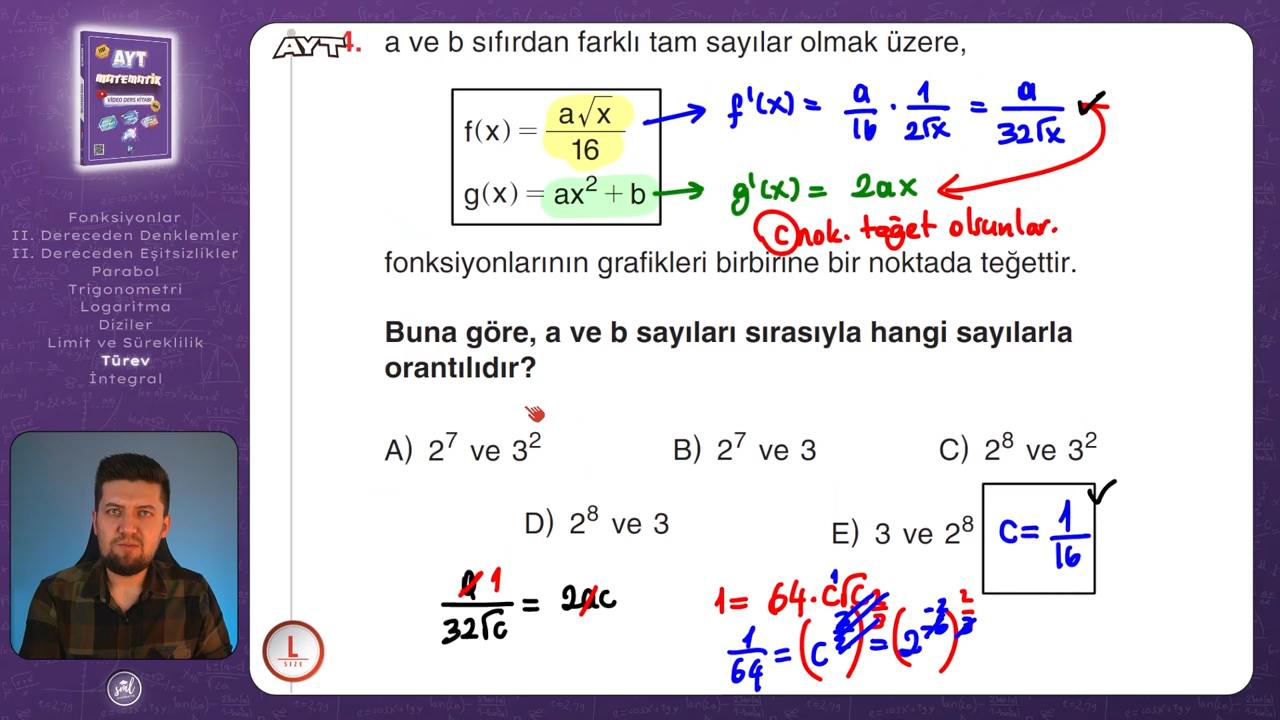 AYT 4. a ve b sıfırdan farklı tam sayılar olmak üzere,
f(x) = a√x / 16
f'(x) = a/16 · 1/2√x = a/32√x
g(x) = ax² + b
g'(x) = 2ax
c nok. teğet olsunlar.
fonksiyonlarının grafikleri birbirine bir noktada teğettir.
Buna göre, a ve b sayıları sırasıyla hangi sayılarla
orantılıdır?
A) 2⁷ ve 3²
B) 2⁷ ve 3
C) 2⁸ ve 3²
D) 2⁸ ve 3
E) 3 ve 2⁸
c = 1/16
a/32√c = 2ac
1
1 = 64 · c√c
1/64 = (c
AYT
MATEMATİK
VİDEO DERS KİTABI
Fonksiyonlar
II. Dereceden Denklemler
II. Dereceden Eşitsizlikler
Parabol
Trigonometri
Logaritma
Diziler
Limit ve Süreklilik
Türev
İntegral
L
SIZE
sml